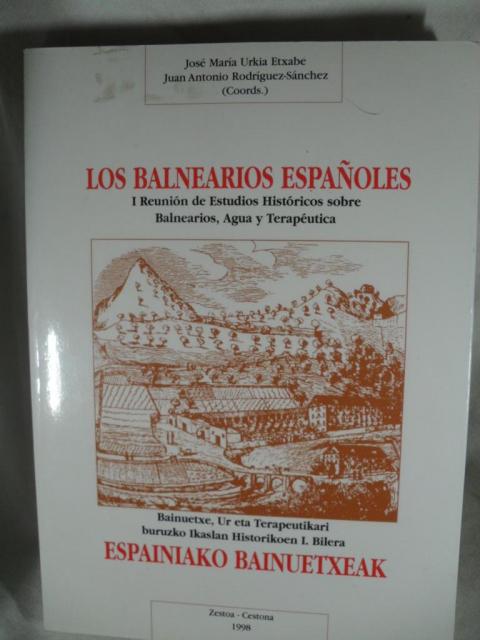 José María Urkia Etxabe
Juan Antonio Rodríguez-Sánchez
(Coords.)
LOS BALNEARIOS ESPAÑOLES
I Reunión de Estudios Históricos sobre
Balnearios, Agua y Terapéutica
Bainuetxe, Ur eta Terapeutikari
buruzko Ikaslan Historikoen I. Bilera
ESPAINIAKO BAINUETXEAK
Zestoa - Cestona
1998